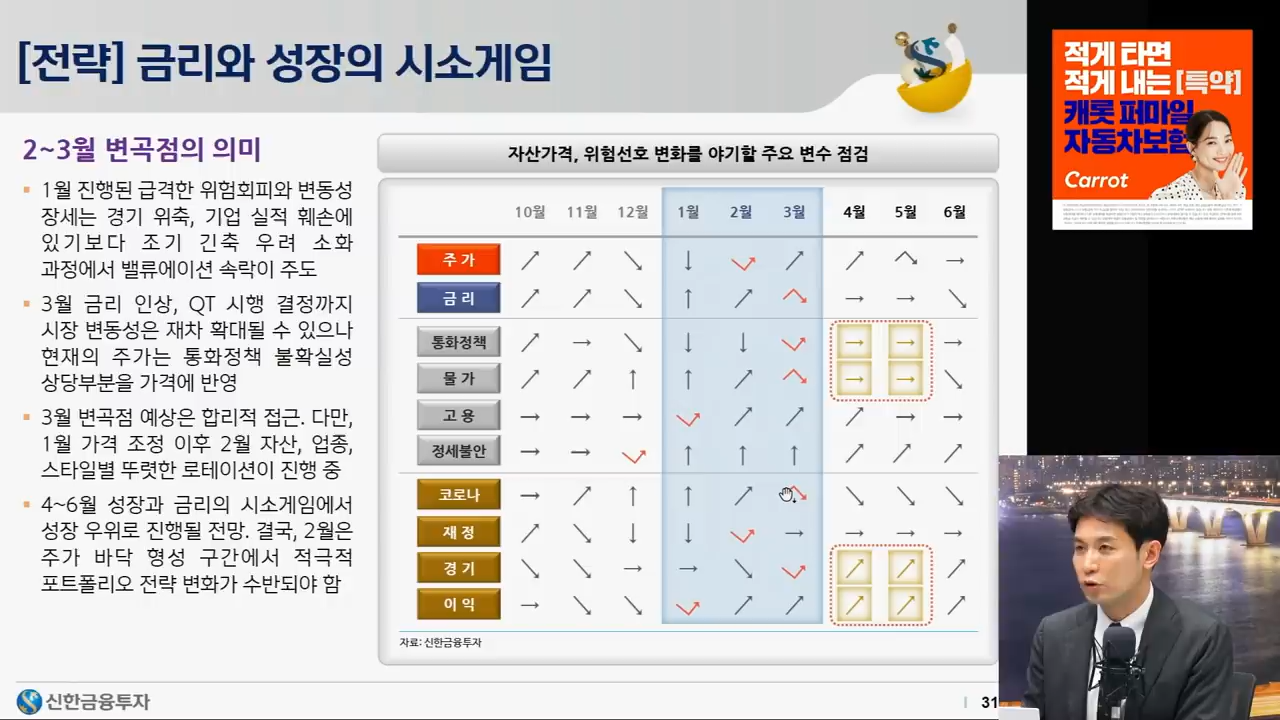 [전략] 금리와 성장의 시소게임
2~3월 변곡점의 의미
1월 진행된 급격한 위험회피와 변동성
장세는 경기 위축, 기업 실적 훼손에
있기보다 조기 긴축 우려 소화
과정에서 밸류에이션 속락이 주도
3월 금리 인상, QT 시행 결정까지
시장 변동성은 재차 확대될 수 있으나
현재의 주가는 통화정책 불확실성
상당부분을 가격에 반영
3월 변곡점 예상은 합리적 접근. 다만,
1월 가격 조정 이후 2월 자산, 업종,
스타일별 뚜렷한 로테이션이 진행 중
4~6월 성장과 금리의 시소게임에서
성장 우위로 진행될 전망. 결국, 2월은
주가 바닥 형성 구간에서 적극적
포트폴리오 전략 변화가 수반되야 함
자산가격, 위험선호 변화를 야기할 주요 변수 점검
10월 11월 12월 1월 2월 3월 4월 5월 6월
주 가
금 리
통화정책
물 가
고 용
정세불안
코로나
재 정
경 기
이 익
자료: 신한금융투자
신한금융투자
31
적게 타면
적게 내는 [특약]
캐롯 퍼마일
자동차보험
Carrot